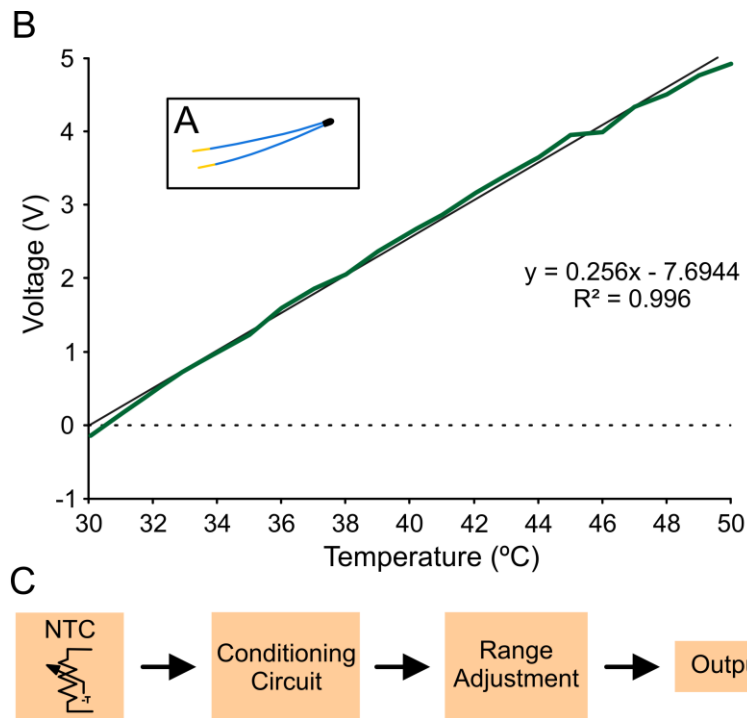 B
5
A
4
3
Voltage (V)
y = 0.256x - 7.6944
R² = 0.996
2
1
0
-1
30 32 34 36 38 40 42 44 46 48 50
Temperature (ºC)
C
NTC
-T
Conditioning
Circuit
Range
Adjustment
Outpu